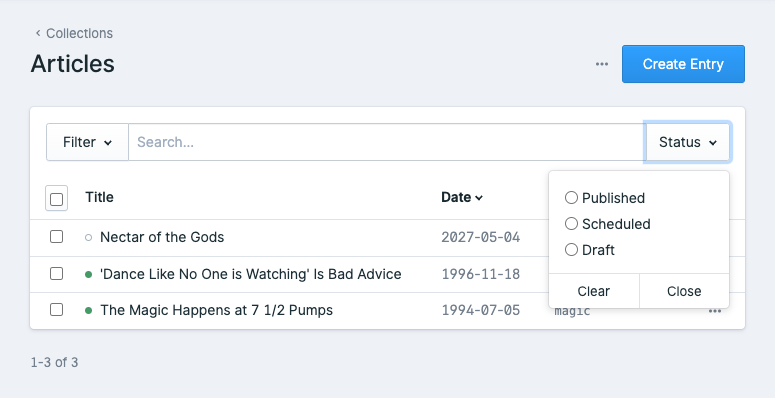 Collections
Articles
Create Entry
Filter
Search...
Status
Title
Date
Published
Scheduled
Draft
Clear
Close
Nectar of the Gods
2027-05-04
'Dance Like No One is Watching' Is Bad Advice
1996-11-18
The Magic Happens at 7 1/2 Pumps
1994-07-05
magic
1-3 of 3